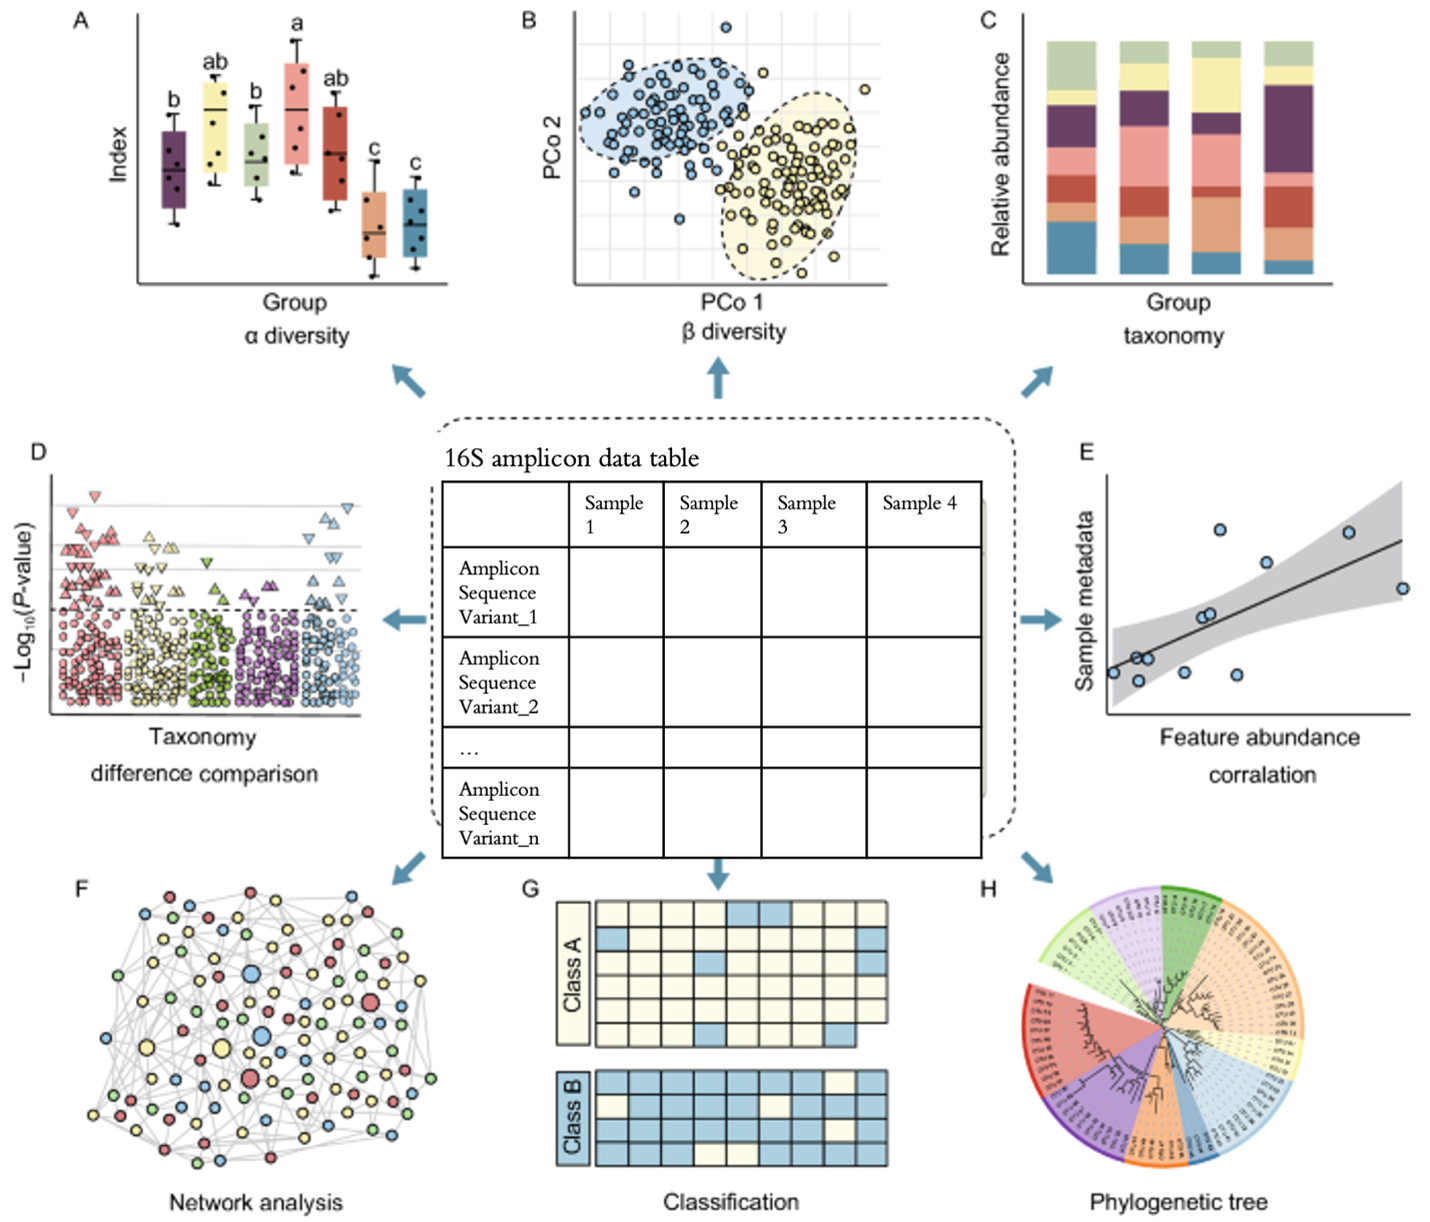 A
B
C
a
ab
ab
b
b
c
c
Index
Group
α diversity
PCo 2
PCo 1
β diversity
Relative abundance
Group
taxonomy
D
−Log10(P-value)
Taxonomy
difference comparison
16S amplicon data table
Sample
1
Sample
2
Sample
3
Sample 4
Amplicon
Sequence
Variant_1
Amplicon
Sequence
Variant_2
...
Amplicon
Sequence
Variant_n
E
Sample metadata
Feature abundance
corralation
F
Network analysis
G
Class A
Class B
Classification
H
Phylogenetic tree